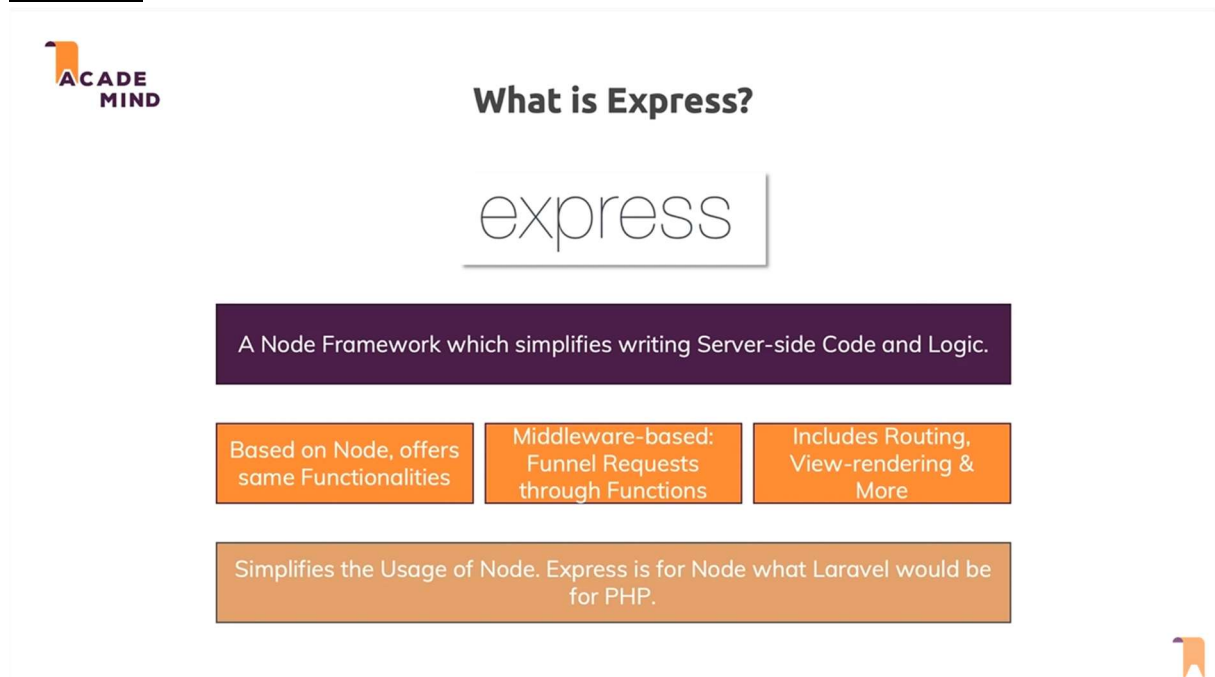 ACADE
MIND
What is Express?
express
A Node Framework which simplifies writing Server-side Code and Logic.
Based on Node, offers
same Functionalities
Middleware-based:
Funnel Requests
through Functions
Includes Routing,
View-rendering &
More
Simplifies the Usage of Node. Express is for Node what Laravel would be
for PHP.